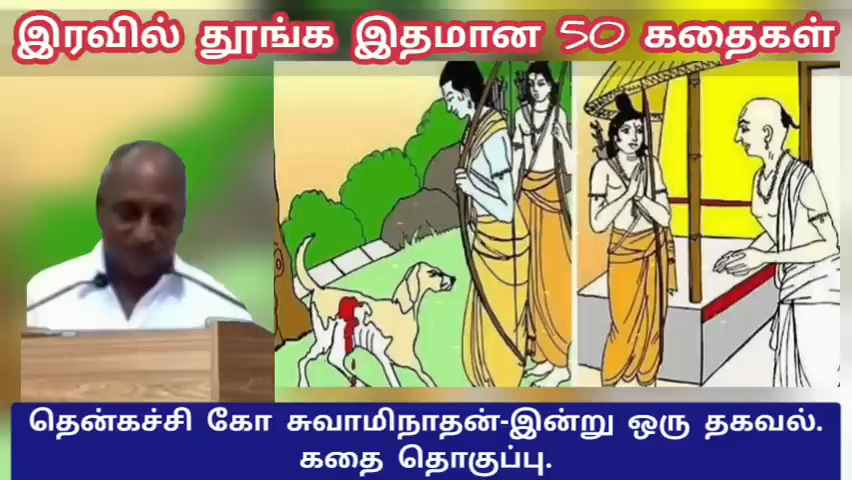 இரவில் தூங்க இதமான 50 கதைகள்
தென்கச்சி கோ சுவாமிநாதன்-இன்று ஒரு தகவல்.
கதை தொகுப்பு.